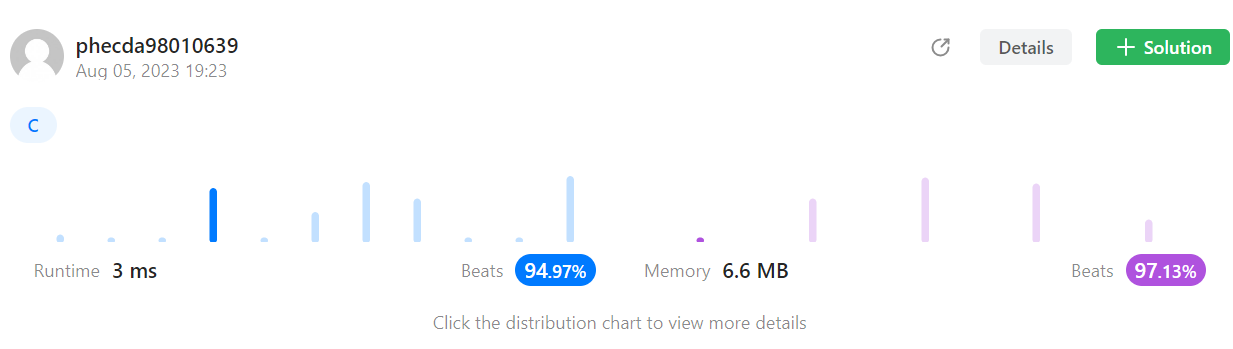 phecda98010639
Aug 05, 2023 19:23
Details
Solution
C
Runtime 3 ms Beats 94.97% Memory 6.6 MB Beats 97.13%
Click the distribution chart to view more details